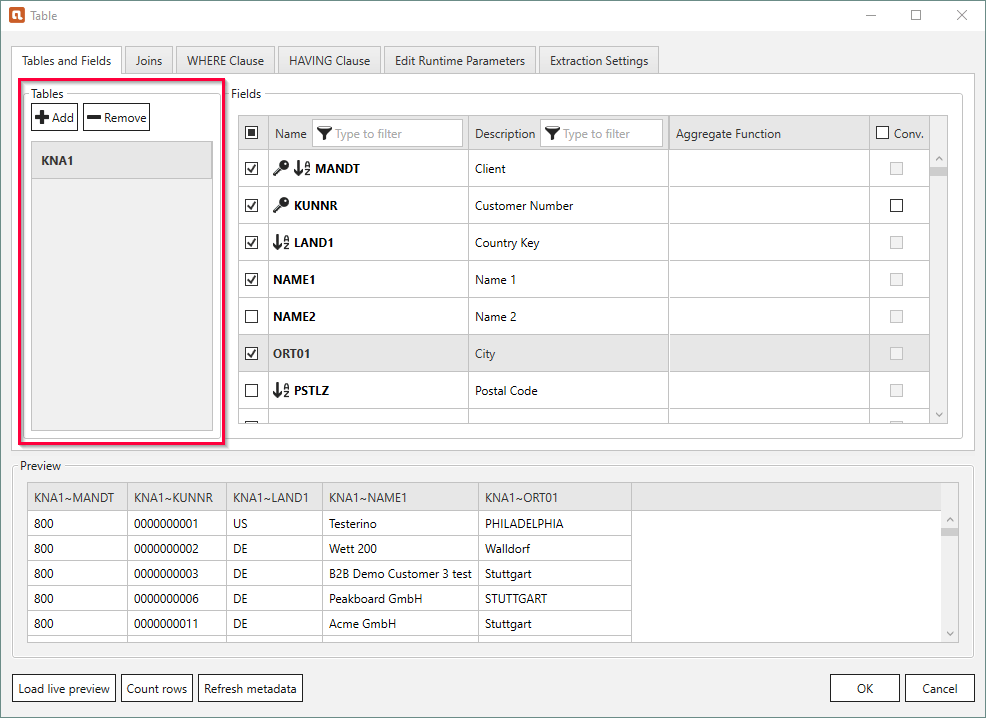 Table
Tables and Fields Joins WHERE Clause HAVING Clause Edit Runtime Parameters Extraction Settings
Tables
Add Remove
KNA1
Fields
Name Type to filter Description Type to filter Aggregate Function Conv.
MANDT Client
KUNNR Customer Number
LAND1 Country Key
NAME1 Name 1
NAME2 Name 2
ORT01 City
PSTLZ Postal Code
Preview
KNA1~MANDT KNA1~KUNNR KNA1~LAND1 KNA1~NAME1 KNA1~ORT01
800 0000000001 US Testerino PHILADELPHIA
800 0000000002 DE Wett 200 Walldorf
800 0000000003 DE B2B Demo Customer 3 test Stuttgart
800 0000000006 DE Peakboard GmbH STUTTGART
800 0000000011 DE Acme GmbH Stuttgart
Load live preview Count rows Refresh metadata OK Cancel